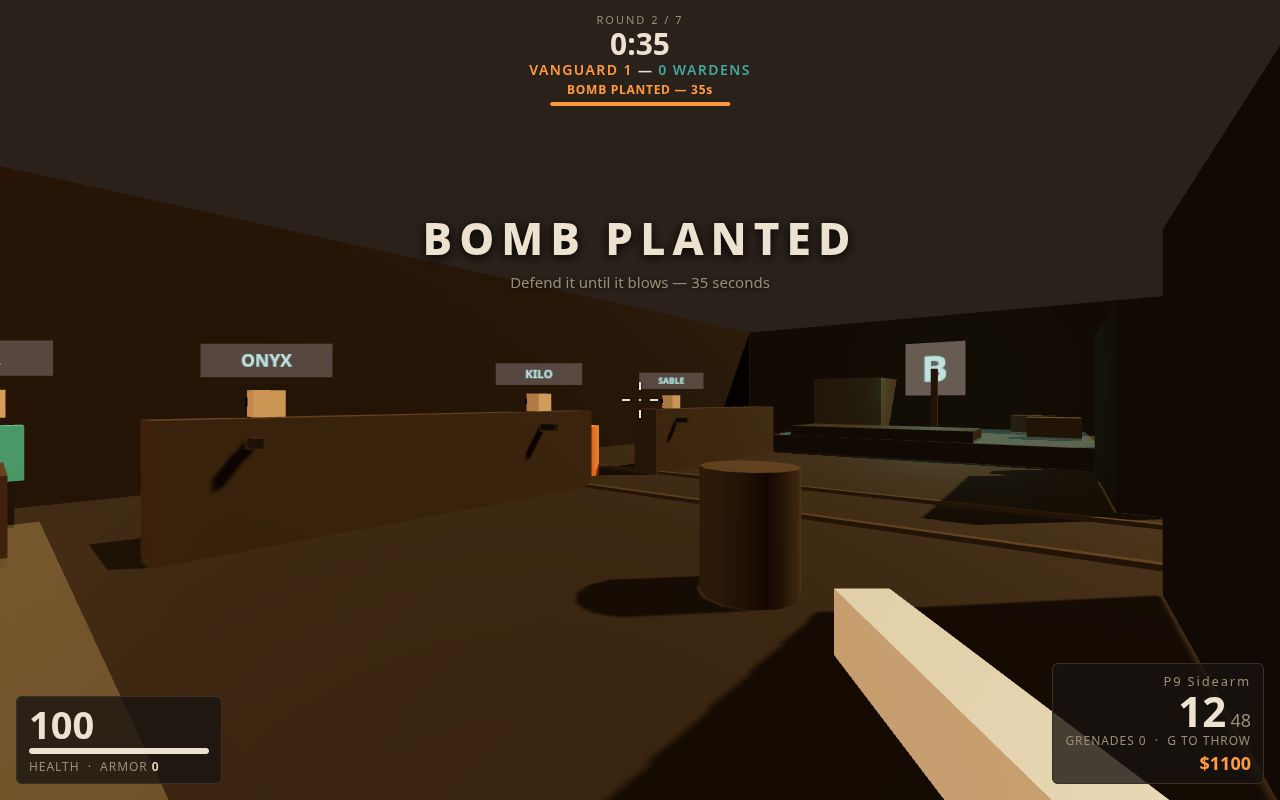 ROUND 2 / 7
0:35
VANGUARD 1 — 0 WARDENS
BOMB PLANTED — 35s
BOMB PLANTED
Defend it until it blows — 35 seconds
ONYX
KILO
SABLE
B
100
HEALTH · ARMOR 0
P9 Sidearm
12 48
GRENADES 0 · G TO THROW
$1100